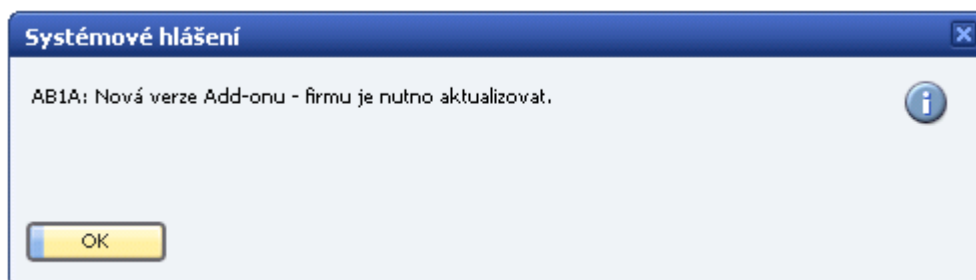 Systémové hlášení
AB1A: Nová verze Add-onu - firmu je nutno aktualizovat.
OK